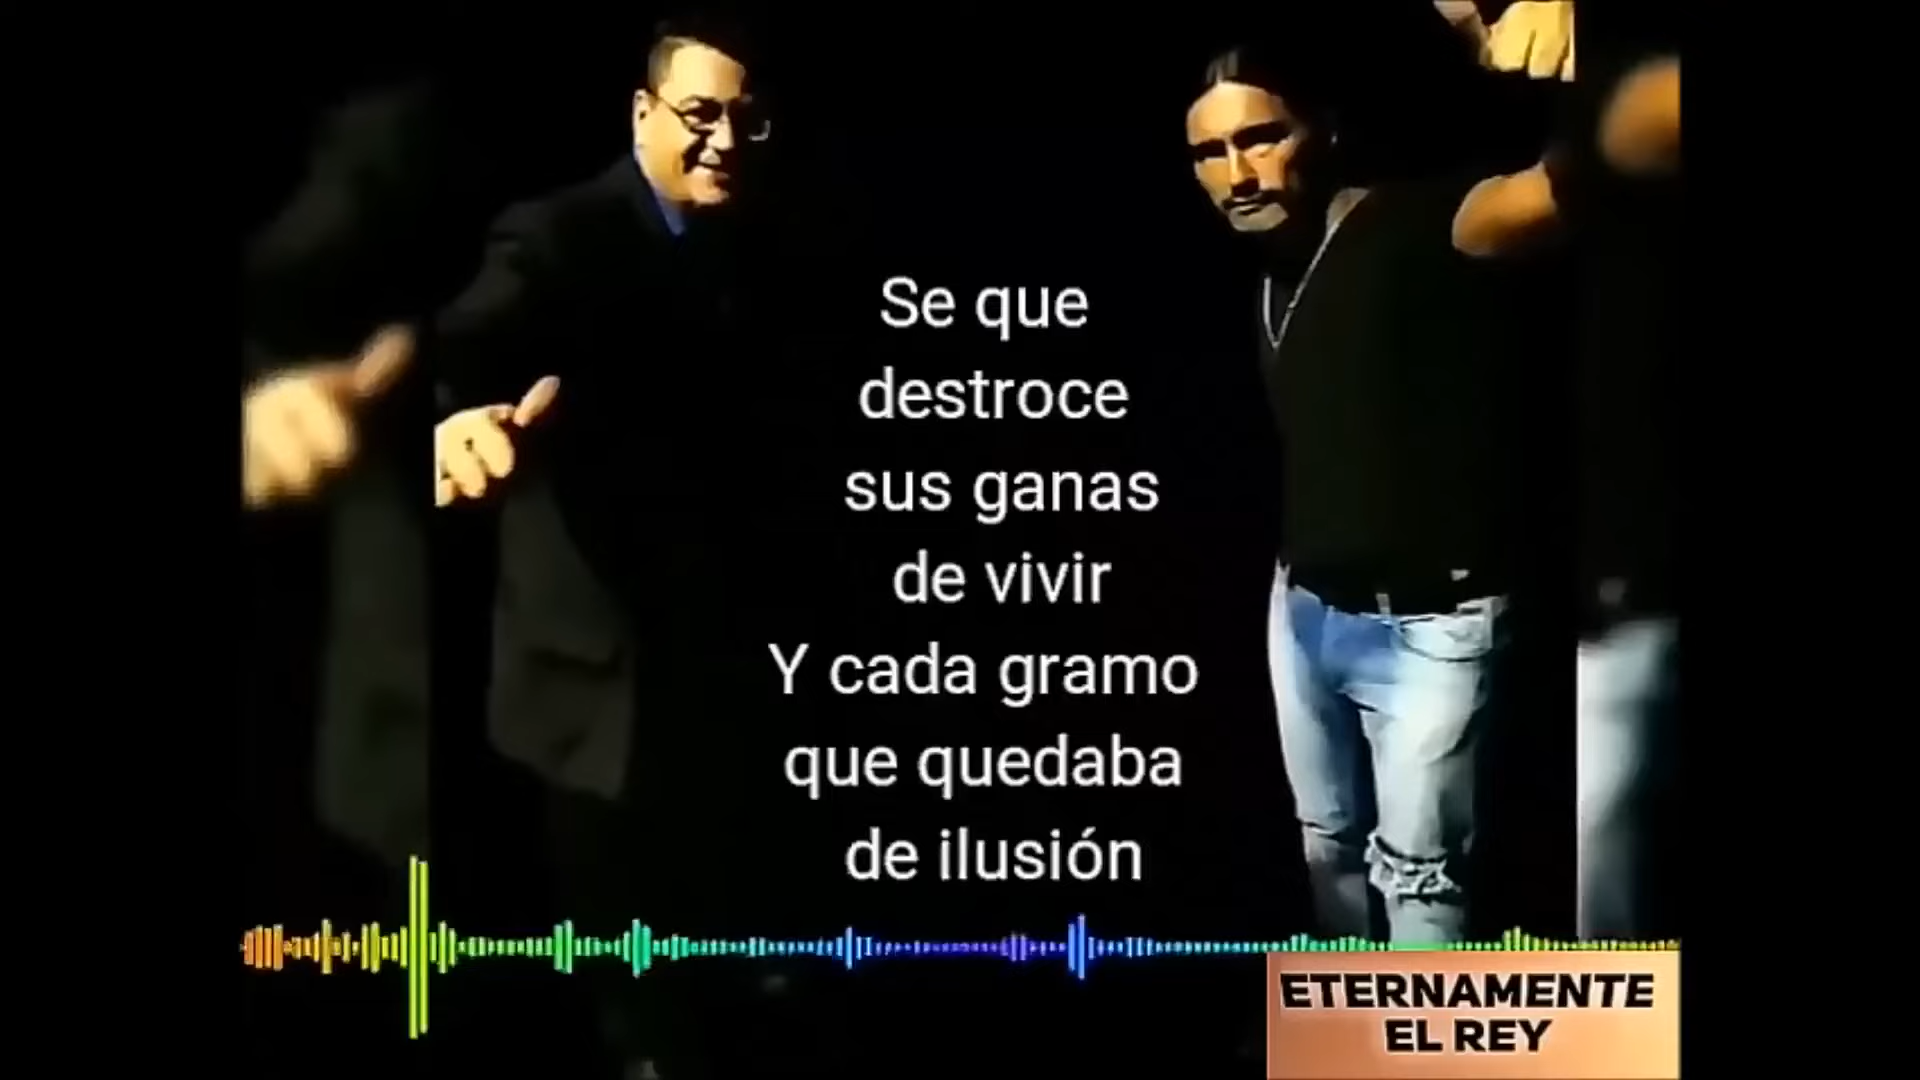 Se que
destroce
sus ganas
de vivir
Y cada gramo
que quedaba
de ilusión
ETERNAMENTE
EL REY